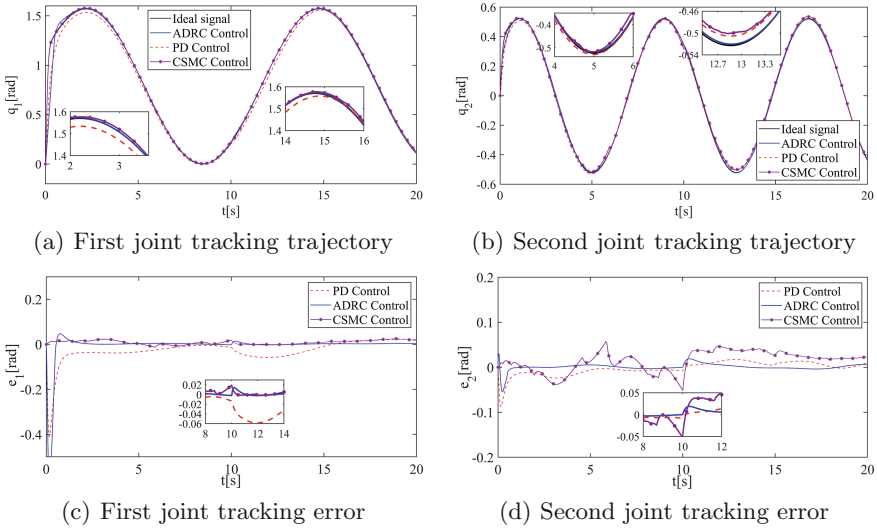 Ideal signal
ADRC Control
PD Control
CSMC Control
q1[rad]
1.5
1
0.5
0
1.6
1.5
1.4
2
3
1.6
1.5
1.4
14
16
0
5
10
15
20
t[s]
(a) First joint tracking trajectory
q2[rad]
0.6
0.4
0.2
0
-0.2
-0.4
-0.6
-0.4
-0.5
4
5
6
-0.46
-0.5
-0.54
12.7
13
13.3
Ideal signal
ADRC Control
PD Control
CSMC Control
0
5
10
15
20
t[s]
(b) Second joint tracking trajectory
e1[rad]
0.2
0
-0.2
-0.4
PD Control
ADRC Control
CSMC Control
0.02
0
-0.02
-0.04
-0.06
8
10
12
14
0
5
10
15
20
t[s]
(c) First joint tracking error
e2[rad]
0.2
0.1
0
-0.1
-0.2
PD Control
ADRC Control
CSMC Control
0.05
0
-0.05
8
10
12
0
5
10
15
20
t[s]
(d) Second joint tracking error